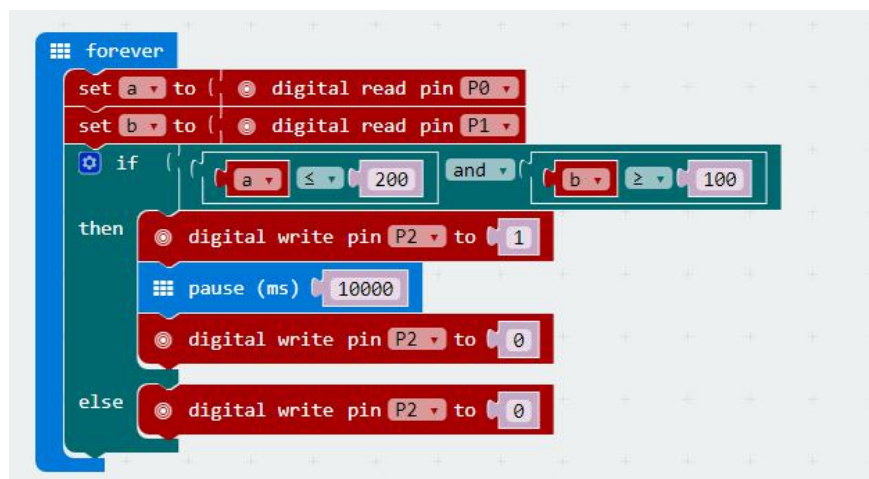 forever
set a to digital read pin P0
set b to digital read pin P1
if a ≤ 200 and b ≥ 100
then digital write pin P2 to 1
pause (ms) 10000
digital write pin P2 to 0
else digital write pin P2 to 0